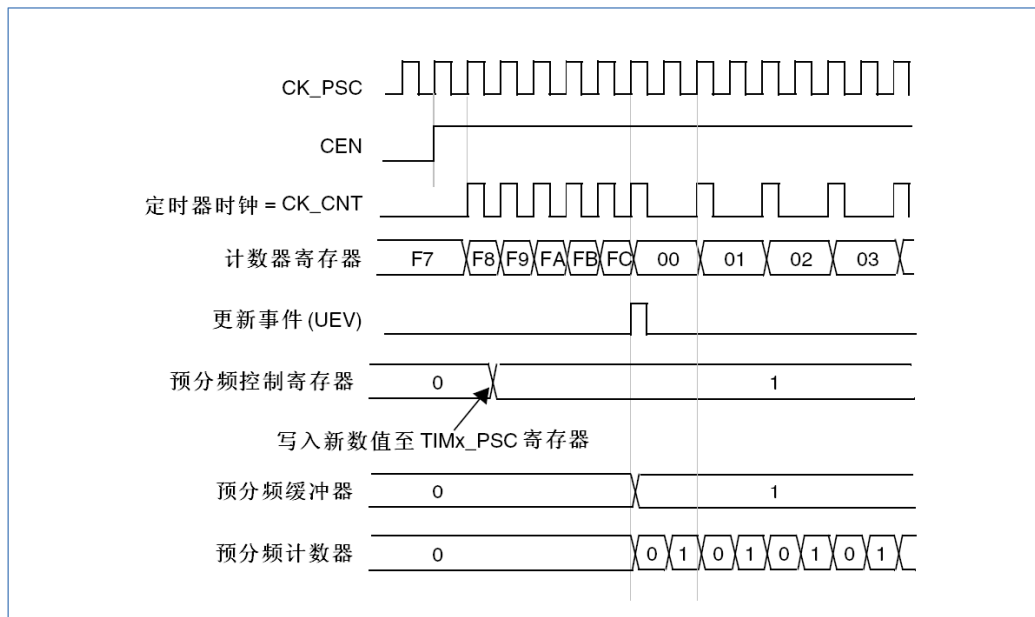 CK_PSC
CEN
定时器时钟 = CK_CNT
计数器寄存器 F7 F8 F9 FA FB FC 00 01 02 03
更新事件(UEV)
预分频控制寄存器 0 1
写入新数值至 TIMx_PSC 寄存器
预分频缓冲器 0 1
预分频计数器 0 0 1 0 1 0 1 0 1